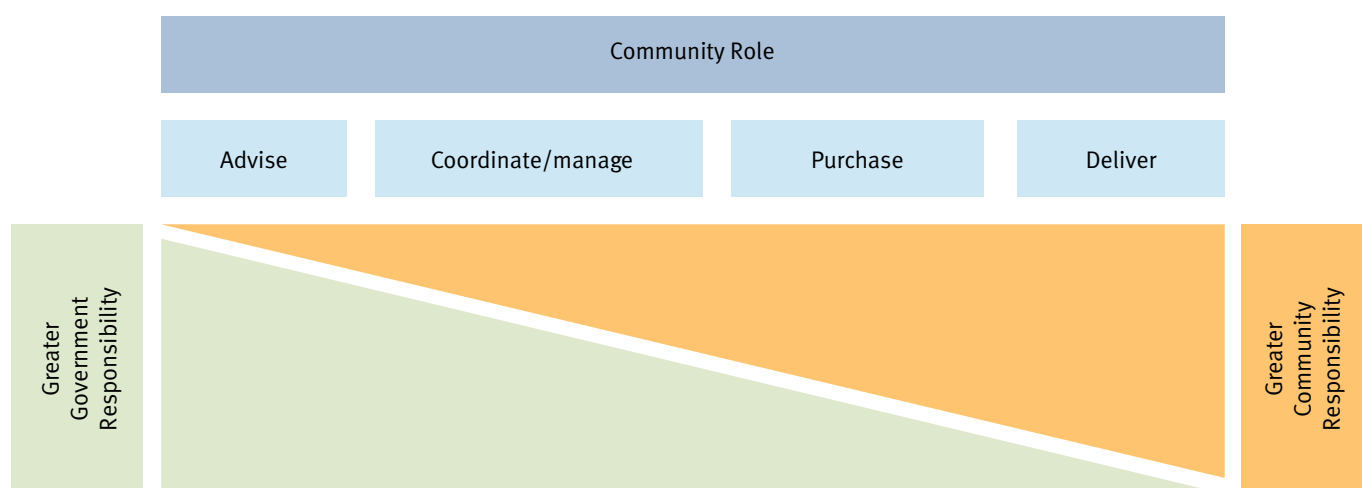 Community Role
Advise
Coordinate/manage
Purchase
Deliver
Greater
Government
Responsibility
Greater
Community
Responsibility